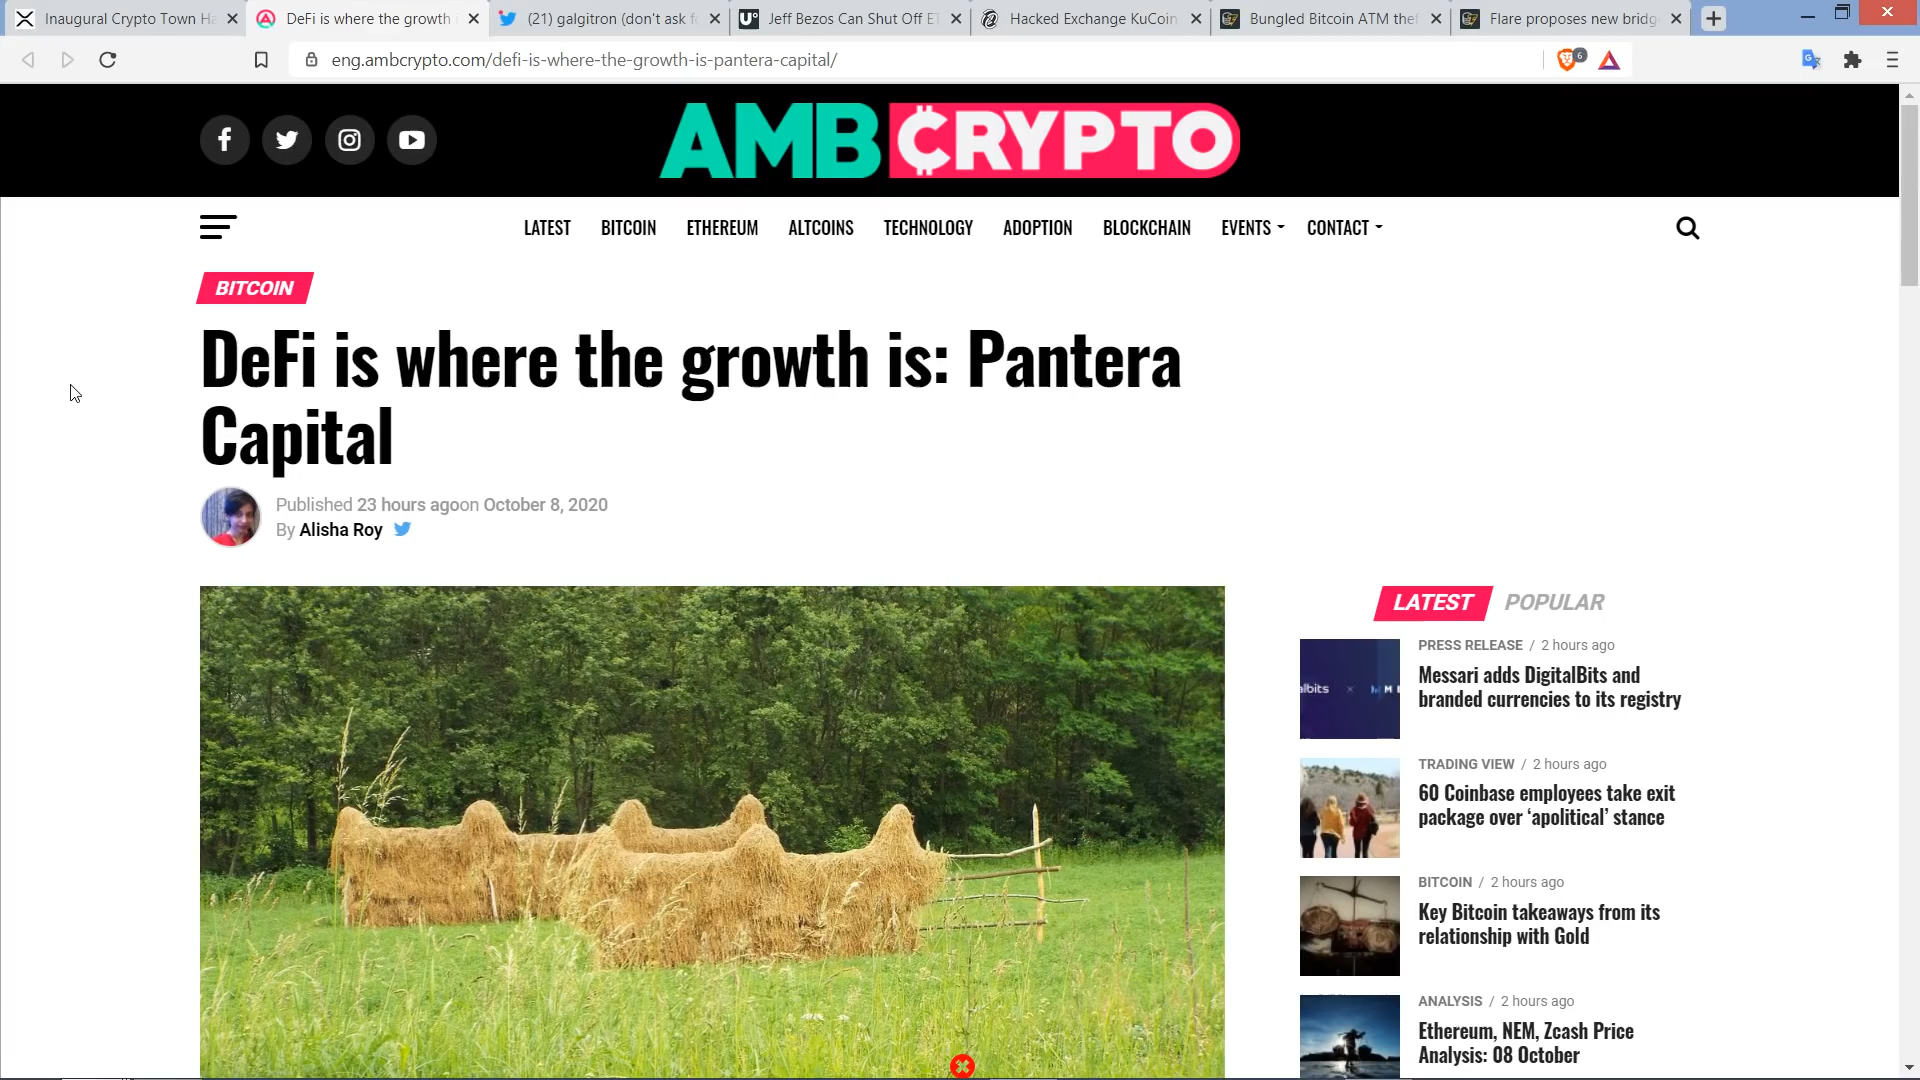 Inaugural Crypto Town Ha
DeFi is where the growth i
(21) galgitron (don't ask f
Jeff Bezos Can Shut Off ET
Hacked Exchange KuCoin
Bungled Bitcoin ATM thef
Flare proposes new bridg
eng.ambcrypto.com/defi-is-where-the-growth-is-pantera-capital/
6
AMBCRYPTO
LATEST BITCOIN ETHEREUM ALTCOINS TECHNOLOGY ADOPTION BLOCKCHAIN EVENTS CONTACT
BITCOIN
DeFi is where the growth is: Pantera
Capital
Published 23 hours agoon October 8, 2020
By Alisha Roy
LATEST POPULAR
PRESS RELEASE / 2 hours ago
Messari adds DigitalBits and
branded currencies to its registry
TRADING VIEW / 2 hours ago
60 Coinbase employees take exit
package over ‘apolitical’ stance
BITCOIN / 2 hours ago
Key Bitcoin takeaways from its
relationship with Gold
ANALYSIS / 2 hours ago
Ethereum, NEM, Zcash Price
Analysis: 08 October